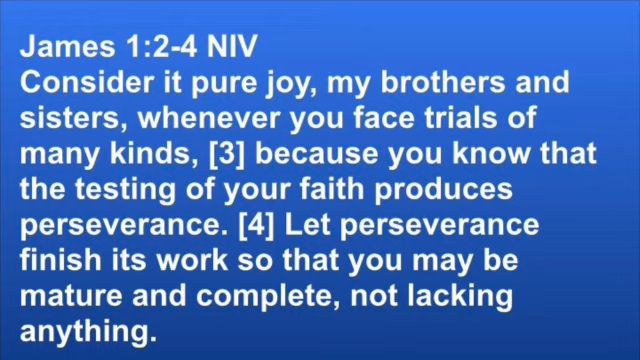 James 1:2-4 NIV
Consider it pure joy, my brothers and
sisters, whenever you face trials of
many kinds, [3] because you know that
the testing of your faith produces
perseverance. [4] Let perseverance
finish its work so that you may be
mature and complete, not lacking
anything.